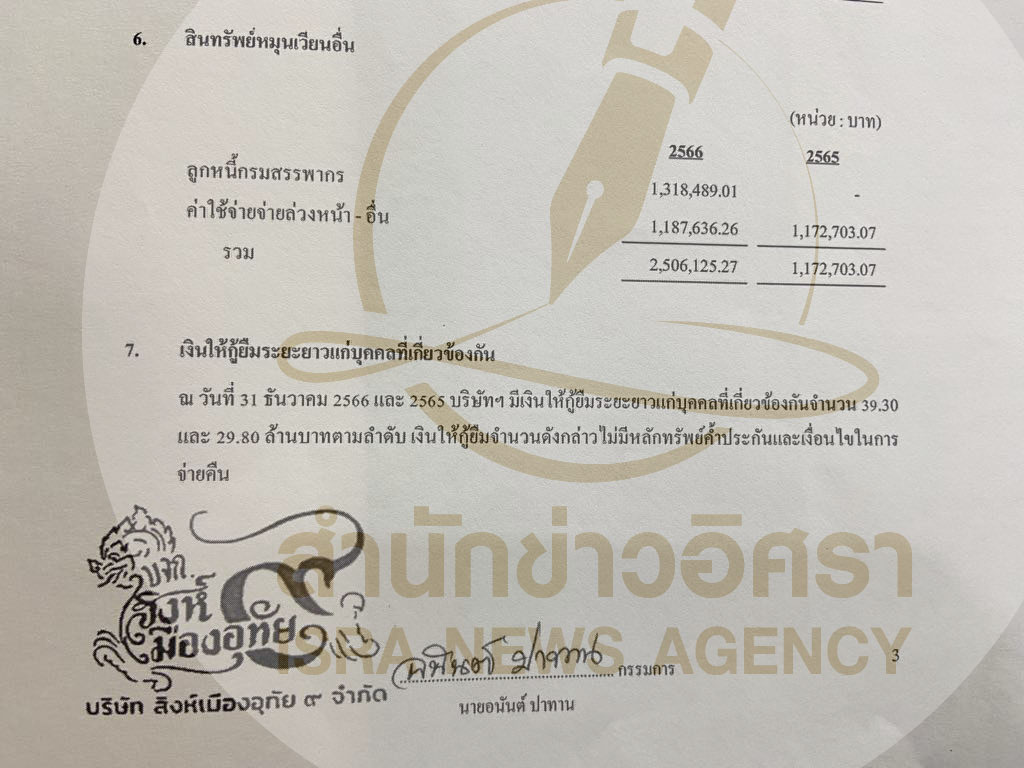 6. สินทรัพย์หมุนเวียนอื่น
(หน่วย : บาท)
2566 2565
ลูกหนี้กรมสรรพากร 1,318,489.01 -
ค่าใช้จ่ายจ่ายล่วงหน้า - อื่น 1,187,636.26 1,172,703.07
รวม 2,506,125.27 1,172,703.07
7. เงินให้กู้ยืมระยะยาวแก่บุคคลที่เกี่ยวข้องกัน
ณ วันที่ 31 ธันวาคม 2566 และ 2565 บริษัทฯ มีเงินให้กู้ยืมระยะยาวแก่บุคคลที่เกี่ยวข้องกันจำนวน 39.30
และ 29.80 ล้านบาทตามลำดับ เงินให้กู้ยืมจำนวนดังกล่าวไม่มีหลักทรัพย์ค้ำประกันและเงื่อนไขในการ
จ่ายคืน
สำนักข่าวอิศรา
ISRA NEWS AGENCY
บจก.
สิงห์
เมืองอุทัย ๙
บริษัท สิงห์เมืองอุทัย ๙ จำกัด
กรรมการ
นายอนันต์ ปาทาน
3